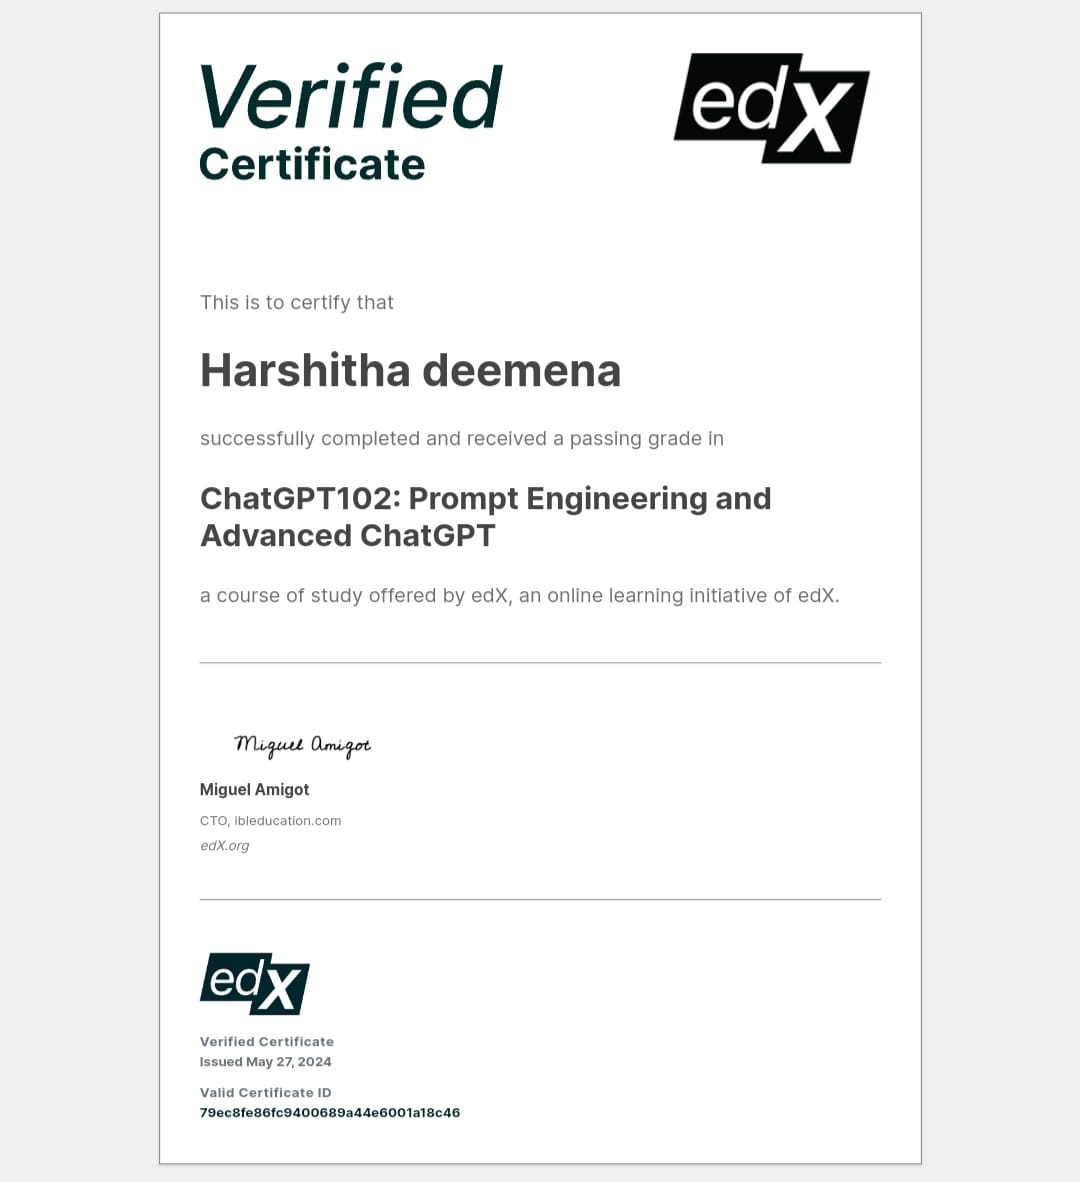 Verified
Certificate
edX
This is to certify that
Harshitha deemena
successfully completed and received a passing grade in
ChatGPT102: Prompt Engineering and
Advanced ChatGPT
a course of study offered by edX, an online learning initiative of edX.
Miguel Amigot
Miguel Amigot
CTO, ibleducation.com
edX.org
edX
Verified Certificate
Issued May 27, 2024
Valid Certificate ID
79ec8fe86fc9400689a44e6001a18c46